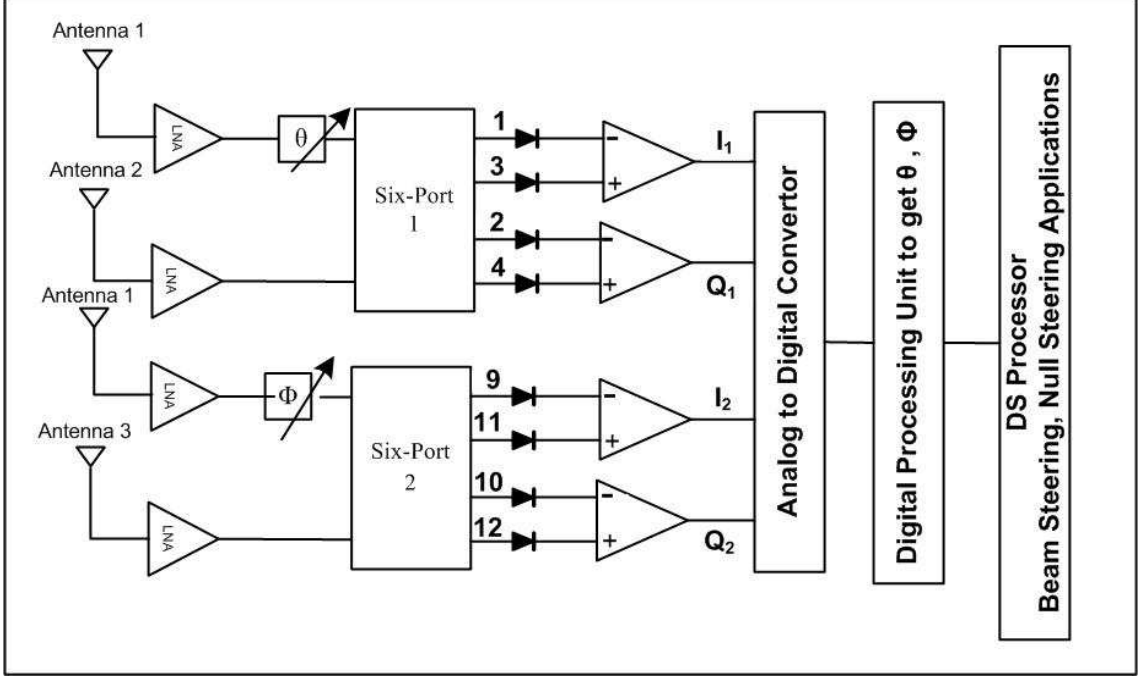 Antenna 1
LNA
θ
Antenna 2
LNA
Six-Port
1
1
3
2
4
-
+
-
+
I1
Q1
Antenna 1
LNA
Φ
Antenna 3
LNA
Six-Port
2
9
11
10
12
-
+
-
+
I2
Q2
Analog to Digital Convertor
Digital Processing Unit to get θ , Φ
DS Processor
Beam Steering, Null Steering Applications